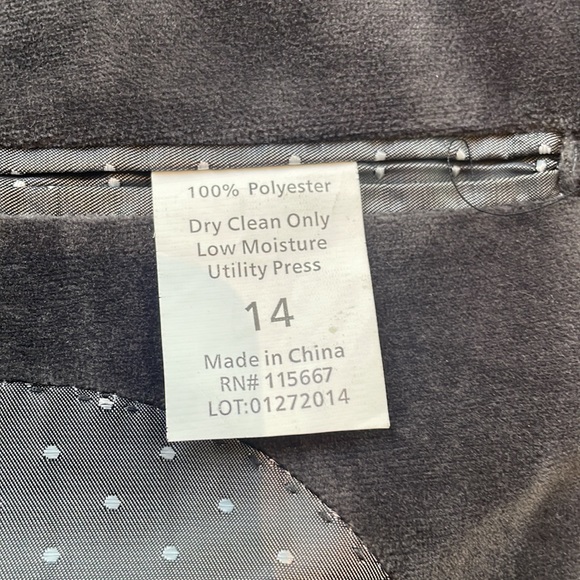 100% Polyester
Dry Clean Only
Low Moisture
Utility Press
14
Made in China
RN# 115667
LOT:01272014